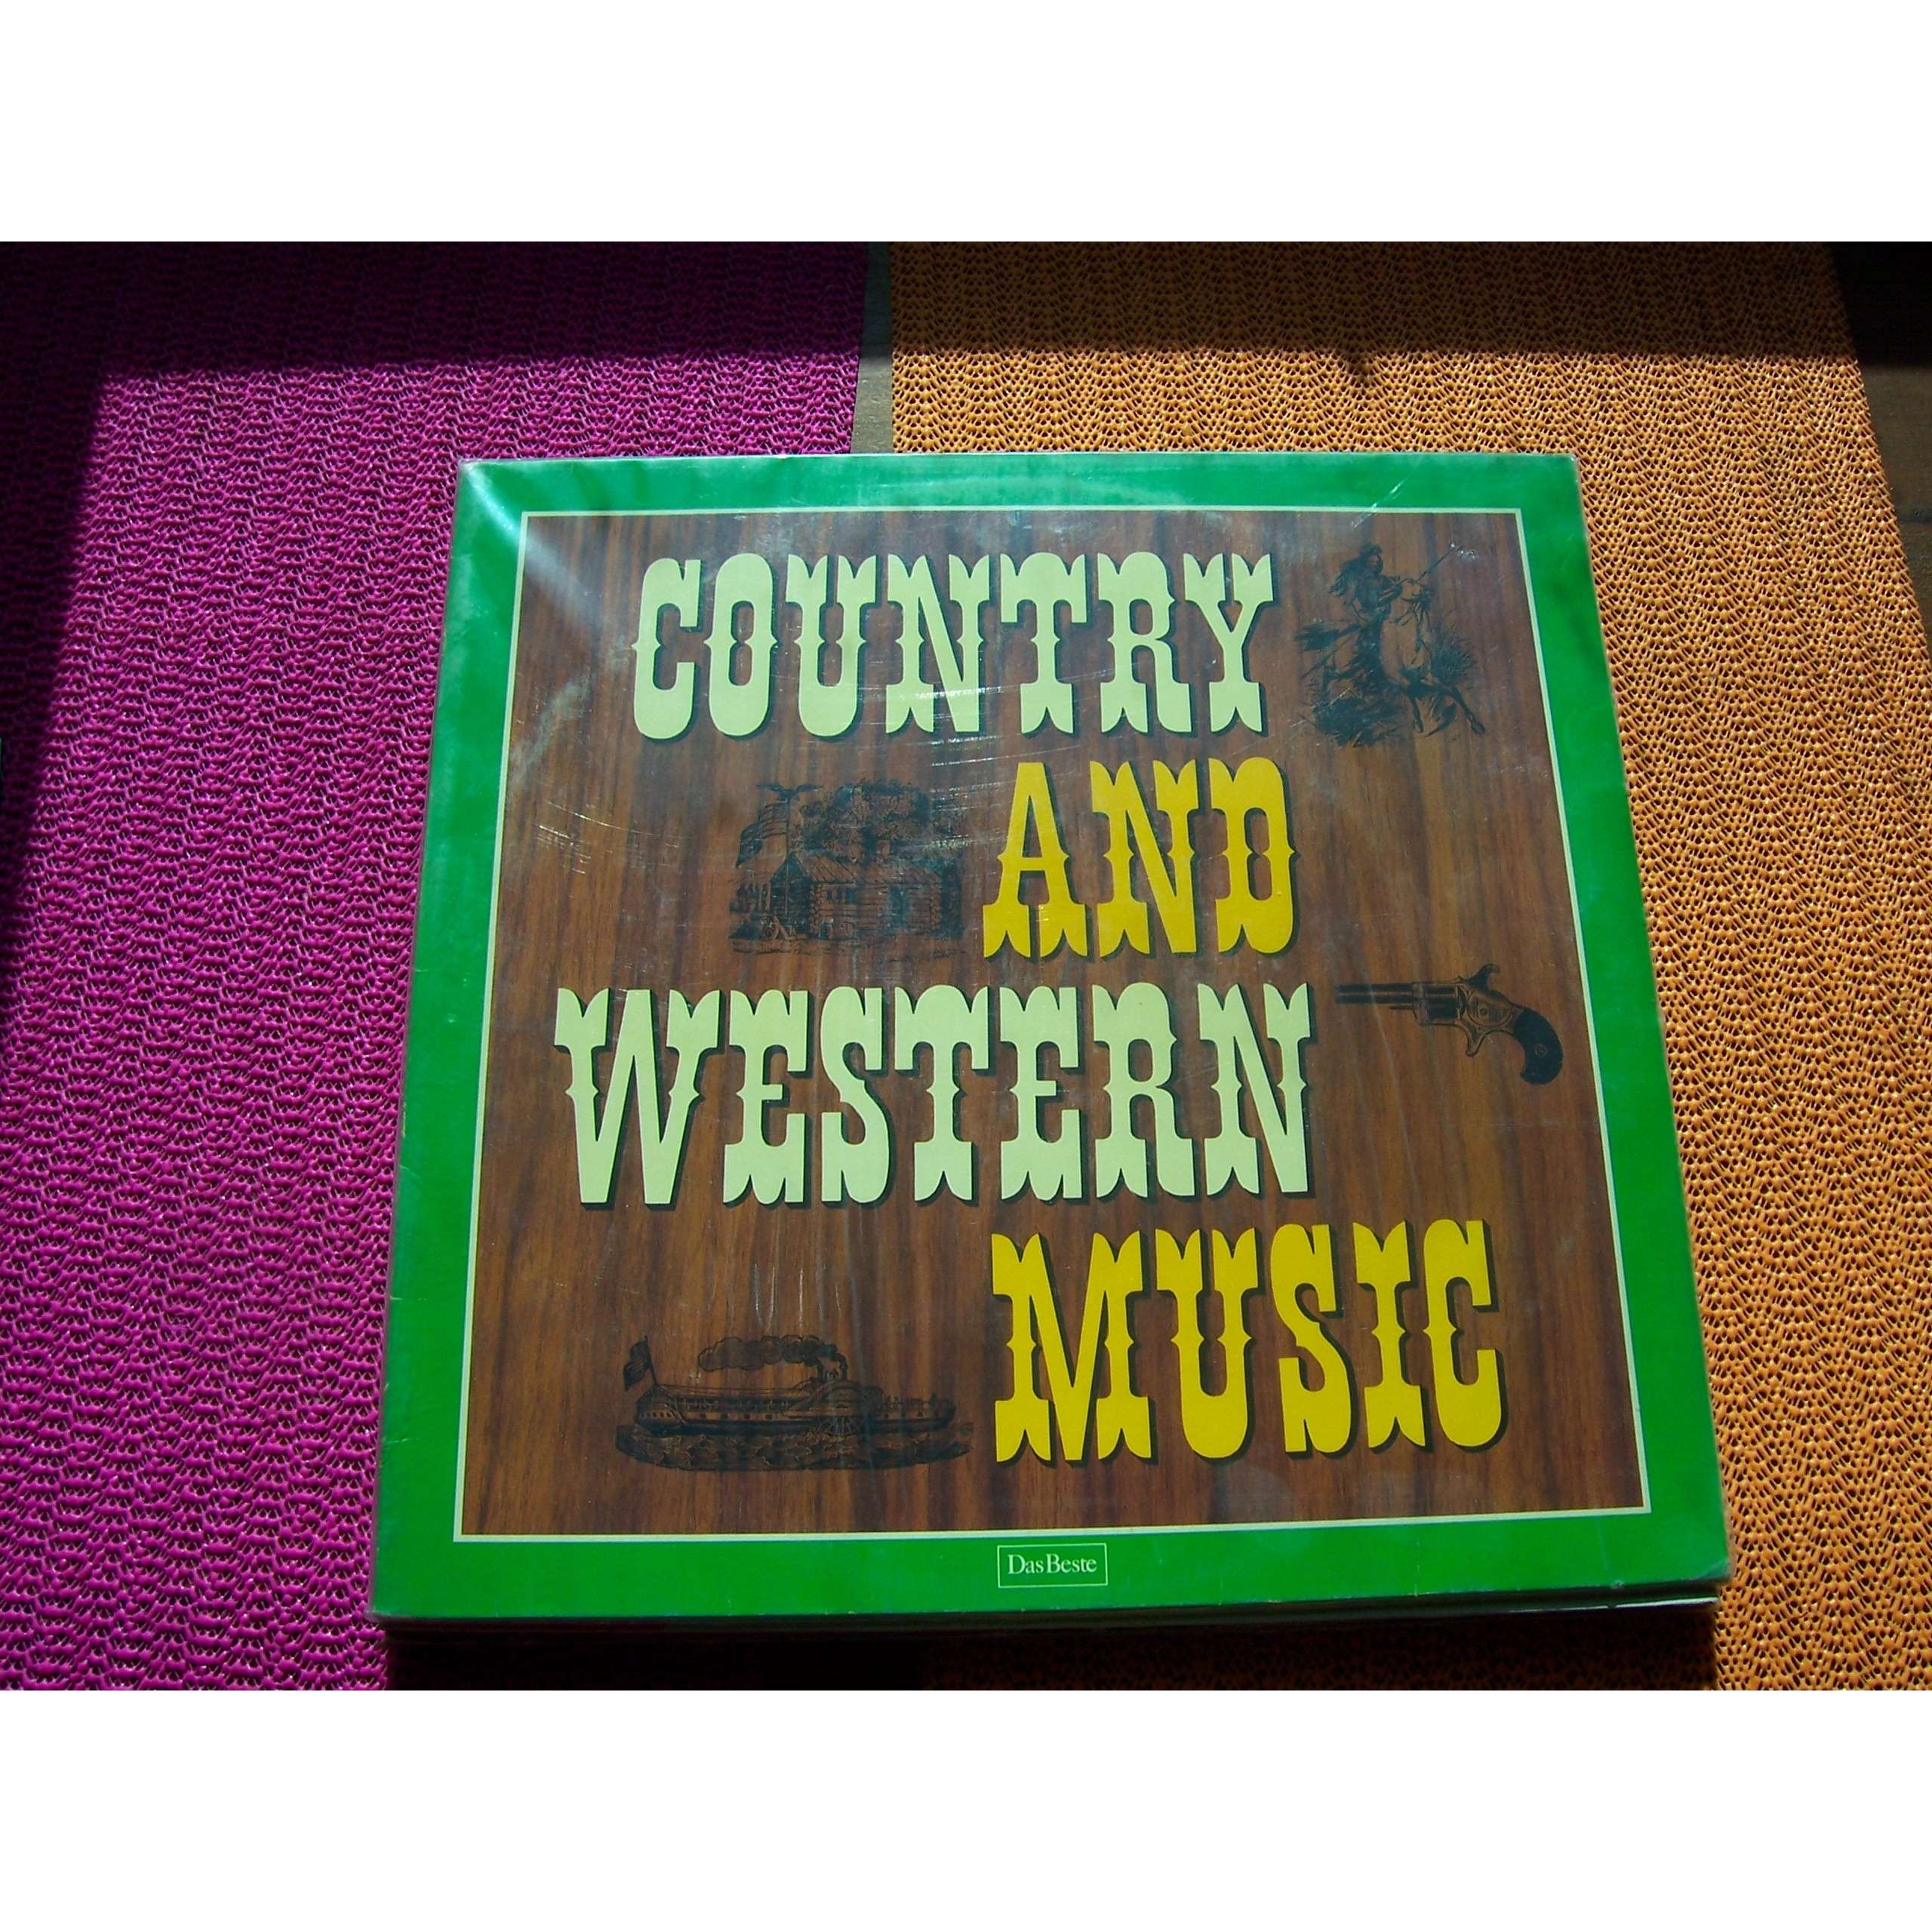 COUNTRY
AND
WESTERN
MUSIC
Das Beste